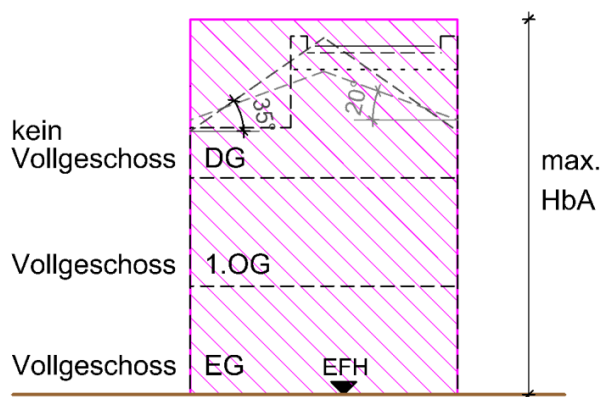 35°
20°
kein
Vollgeschoss DG
max.
HbA
Vollgeschoss 1.OG
Vollgeschoss EG EFH